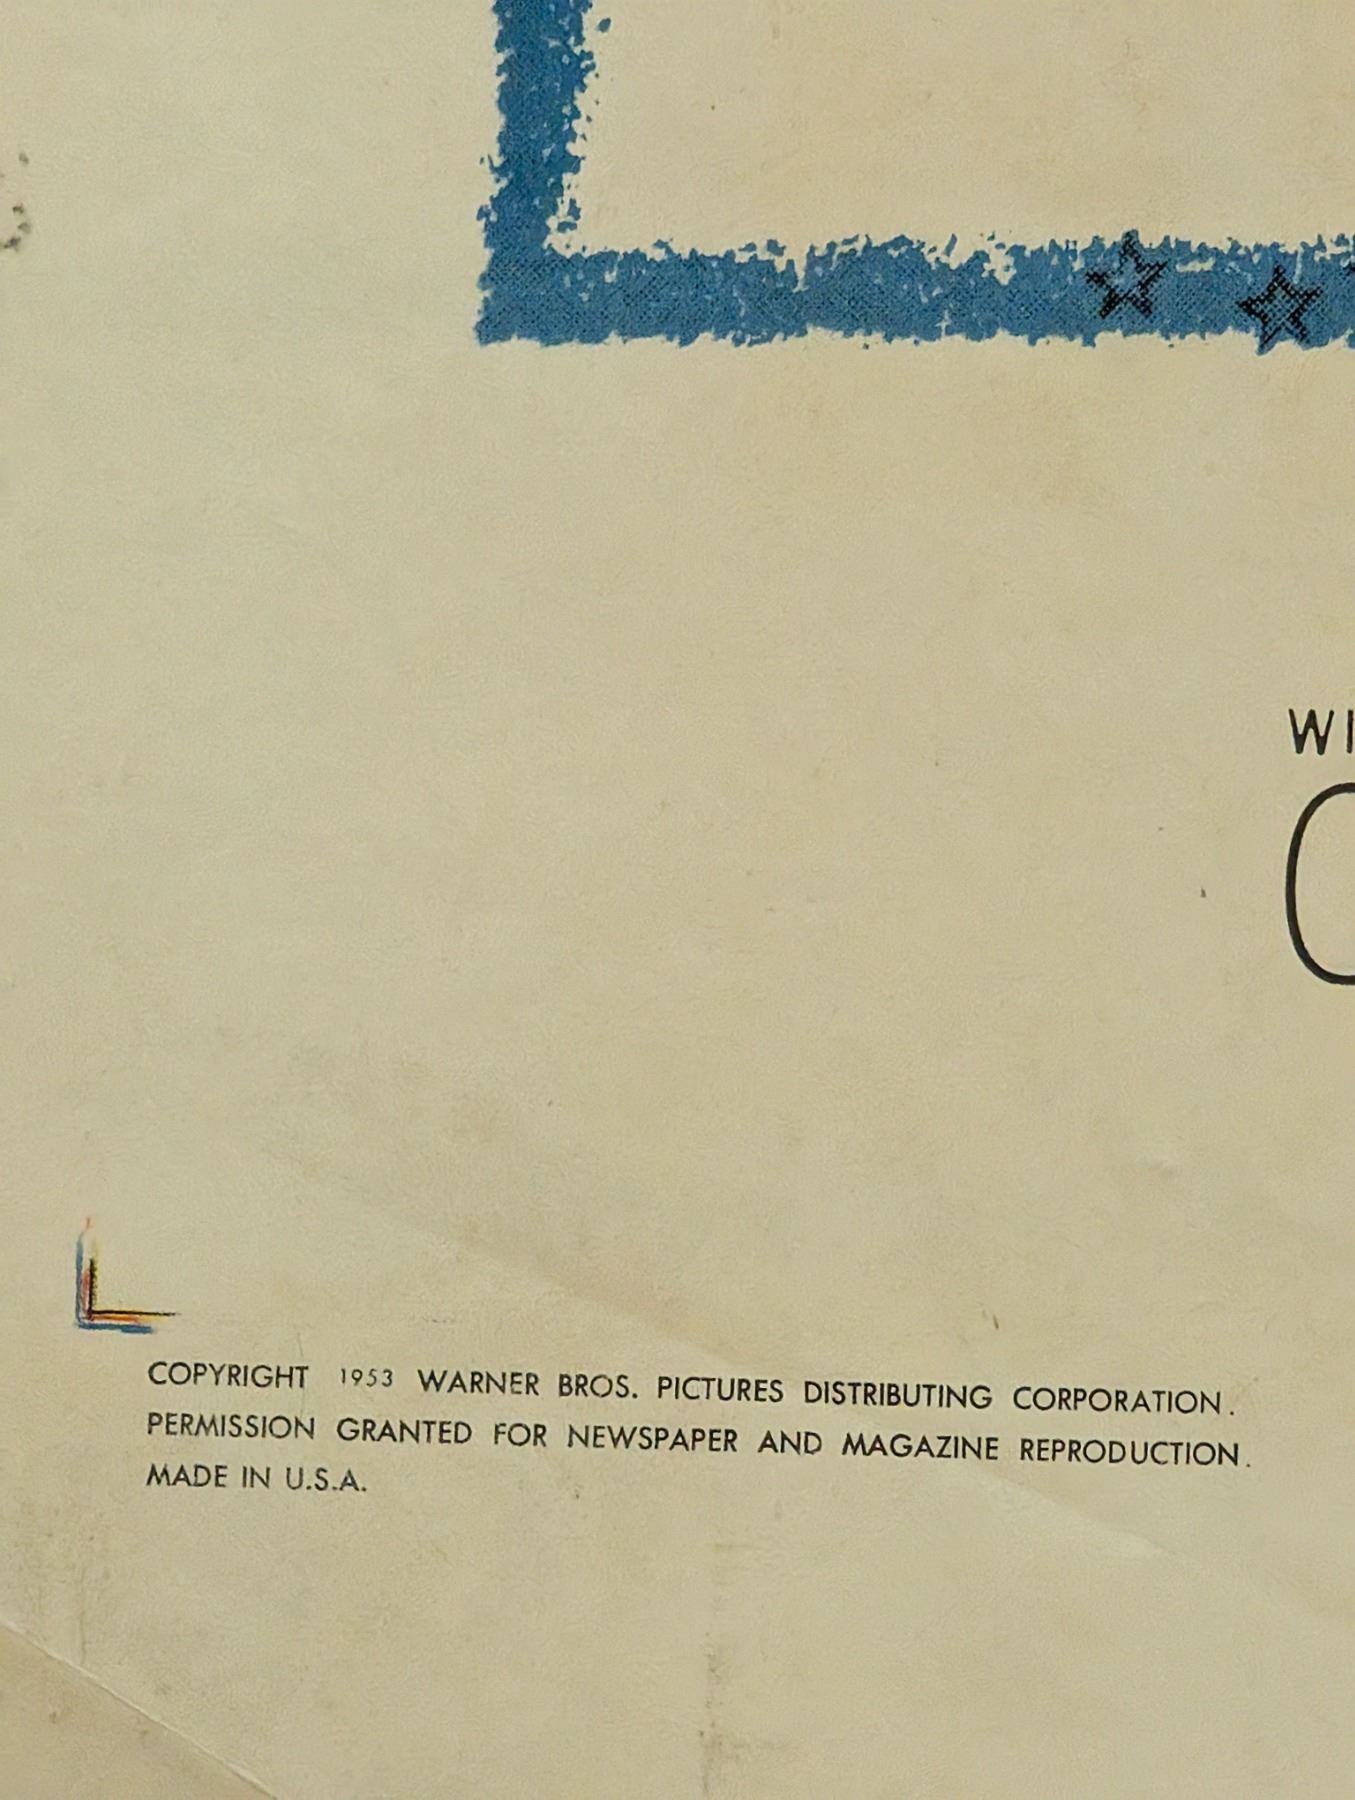 WI
COPYRIGHT 1953 WARNER BROS. PICTURES DISTRIBUTING CORPORATION.
PERMISSION GRANTED FOR NEWSPAPER AND MAGAZINE REPRODUCTION.
MADE IN U.S.A.